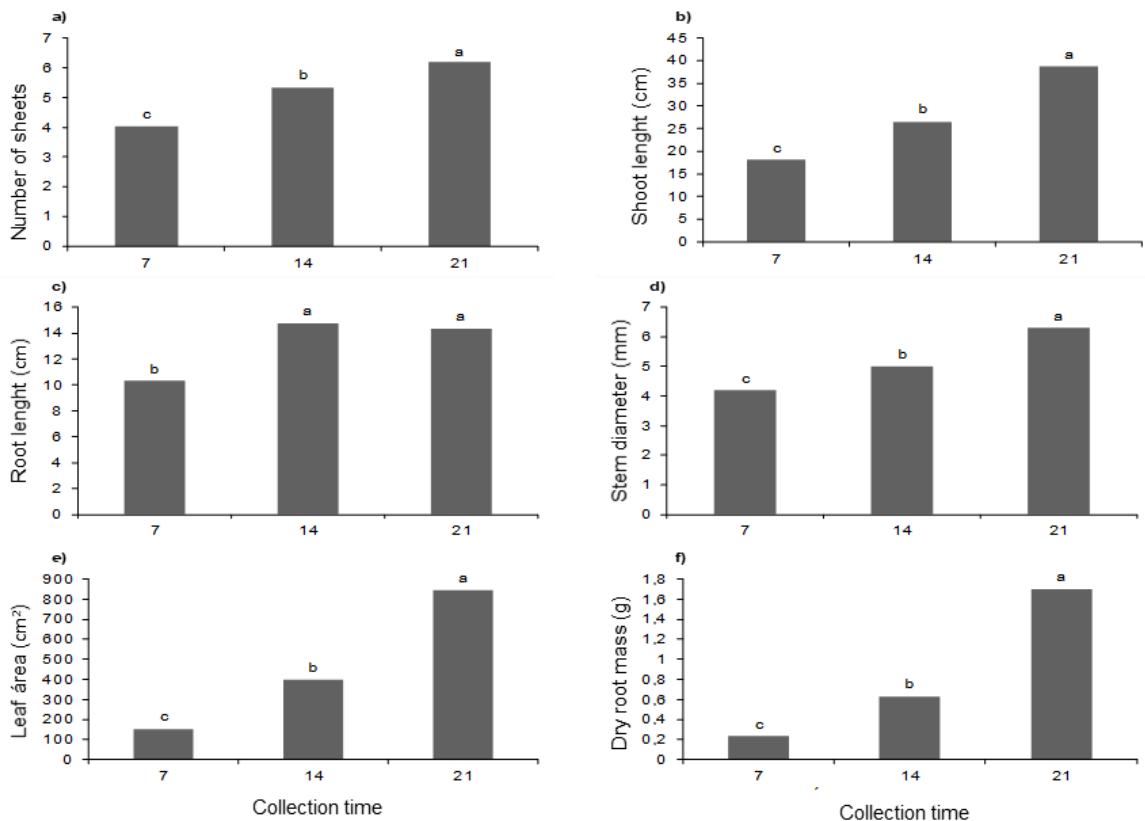 a)
Number of sheets
7
6
5
4
3
2
1
0
c
b
a
7 14 21
b)
Shoot lenght (cm)
45
40
35
30
25
20
15
10
5
0
c
b
a
7 14 21
c)
Root lenght (cm)
16
14
12
10
8
6
4
2
0
b
a
a
7 14 21
d)
Stem diameter (mm)
7
6
5
4
3
2
1
0
c
b
a
7 14 21
e)
Leaf área (cm²)
900
800
700
600
500
400
300
200
100
0
c
b
a
7 14 21
Collection time
f)
Dry root mass (g)
1,8
1,6
1,4
1,2
1
0,8
0,6
0,4
0,2
0
c
b
a
7 14 21
Collection time